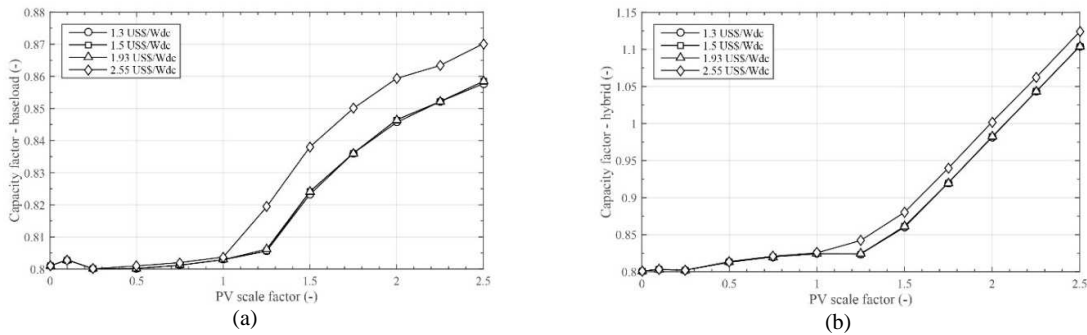 0.88
0.87
0.86
0.85
0.84
0.83
0.82
0.81
0.8
Capacity factor - baseload (-)
1.3 US$/Wdc
1.5 US$/Wdc
1.93 US$/Wdc
2.55 US$/Wdc
0
0.5
1
1.5
2
2.5
PV scale factor (-)
(a)
1.15
1.1
1.05
1
0.95
0.9
0.85
0.8
Capacity factor - hybrid (-)
1.3 US$/Wdc
1.5 US$/Wdc
1.93 US$/Wdc
2.55 US$/Wdc
0
0.5
1
1.5
2
2.5
PV scale factor (-)
(b)